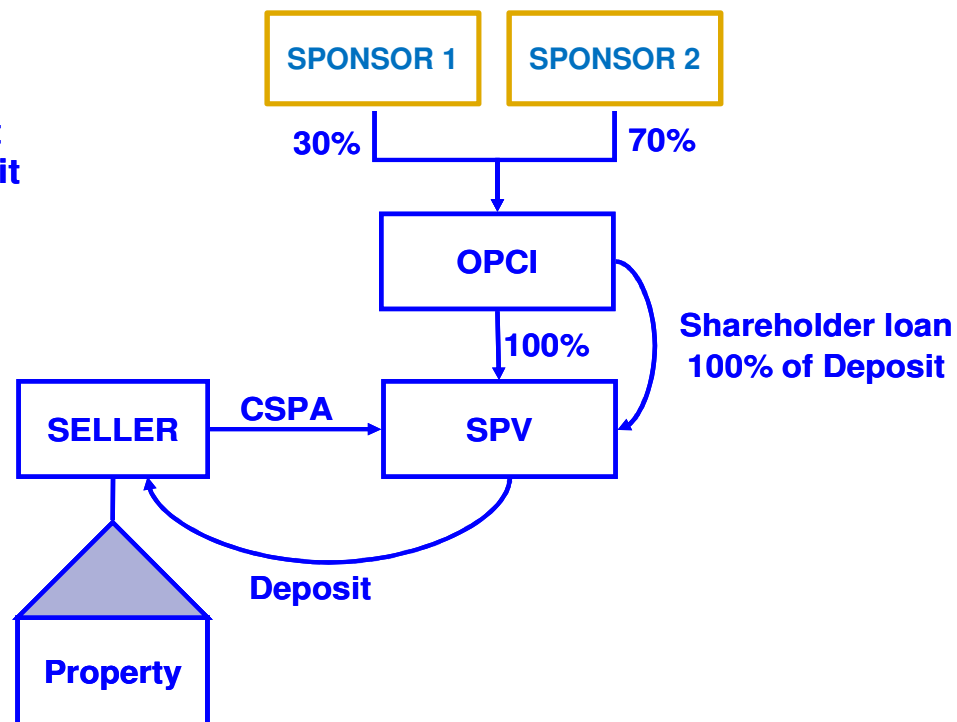 SPONSOR 1
SPONSOR 2
30%
70%
OPCI
100%
Shareholder loan
100% of Deposit
SELLER
CSPA
SPV
Deposit
Property